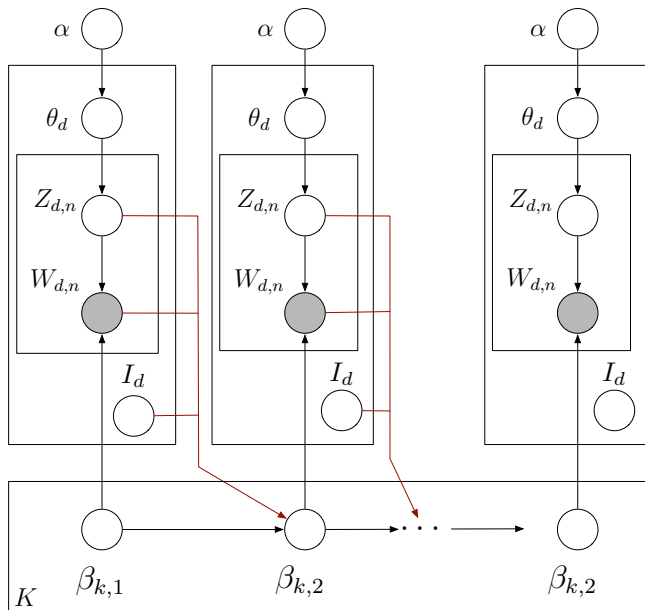 α α α
θ_d θ_d θ_d
Z_{d,n} Z_{d,n} Z_{d,n}
W_{d,n} W_{d,n} W_{d,n}
I_d I_d I_d
· · ·
K β_{k,1} β_{k,2} β_{k,2}